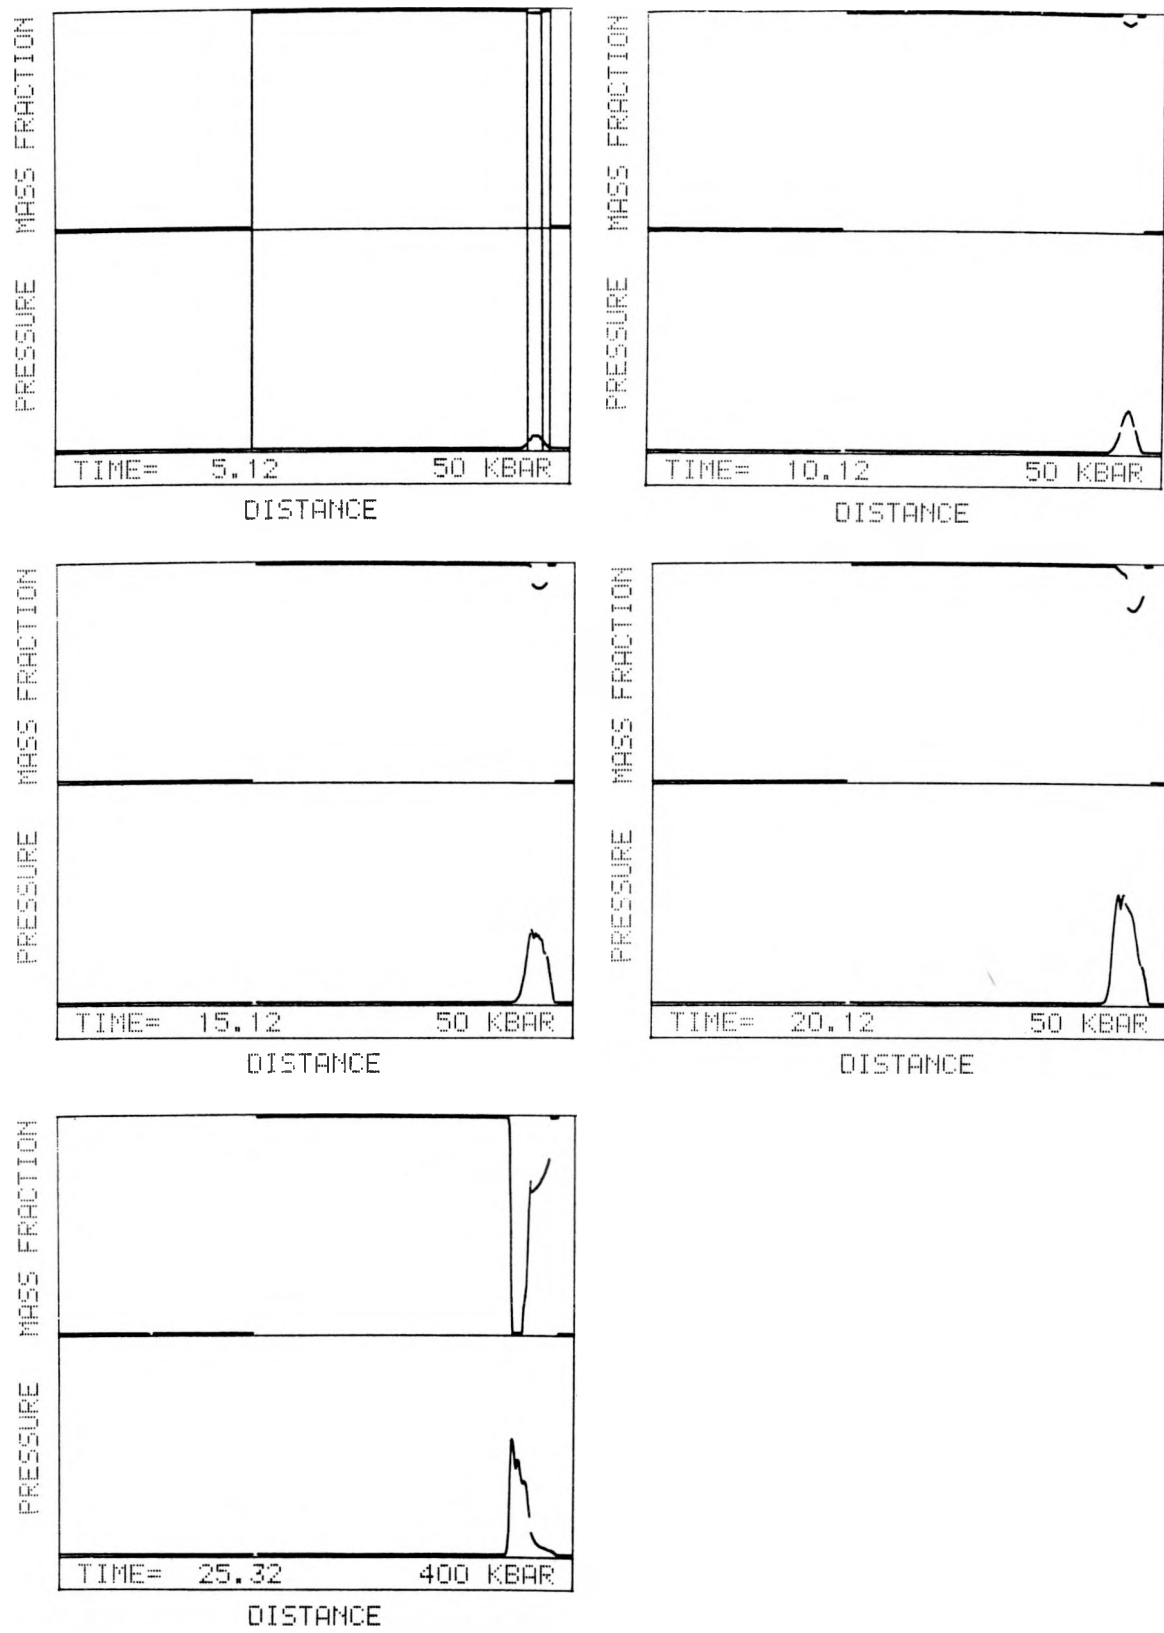 MASS FRACTION
PRESSURE
TIME= 5.12 50 KBAR
DISTANCE
MASS FRACTION
PRESSURE
TIME= 10.12 50 KBAR
DISTANCE
MASS FRACTION
PRESSURE
TIME= 15.12 50 KBAR
DISTANCE
MASS FRACTION
PRESSURE
TIME= 20.12 50 KBAR
DISTANCE
MASS FRACTION
PRESSURE
TIME= 25.32 400 KBAR
DISTANCE